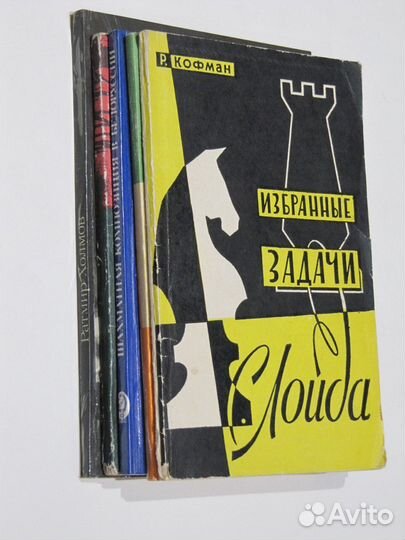 Р. КОФМАН
ИЗБРАННЫЕ
ЗАДАЧИ
Лойда
ШАХМАТНАЯ КОМПОЗИЦИЯ В БЕЛОРУССИИ
Ратмир Холмов
Avito